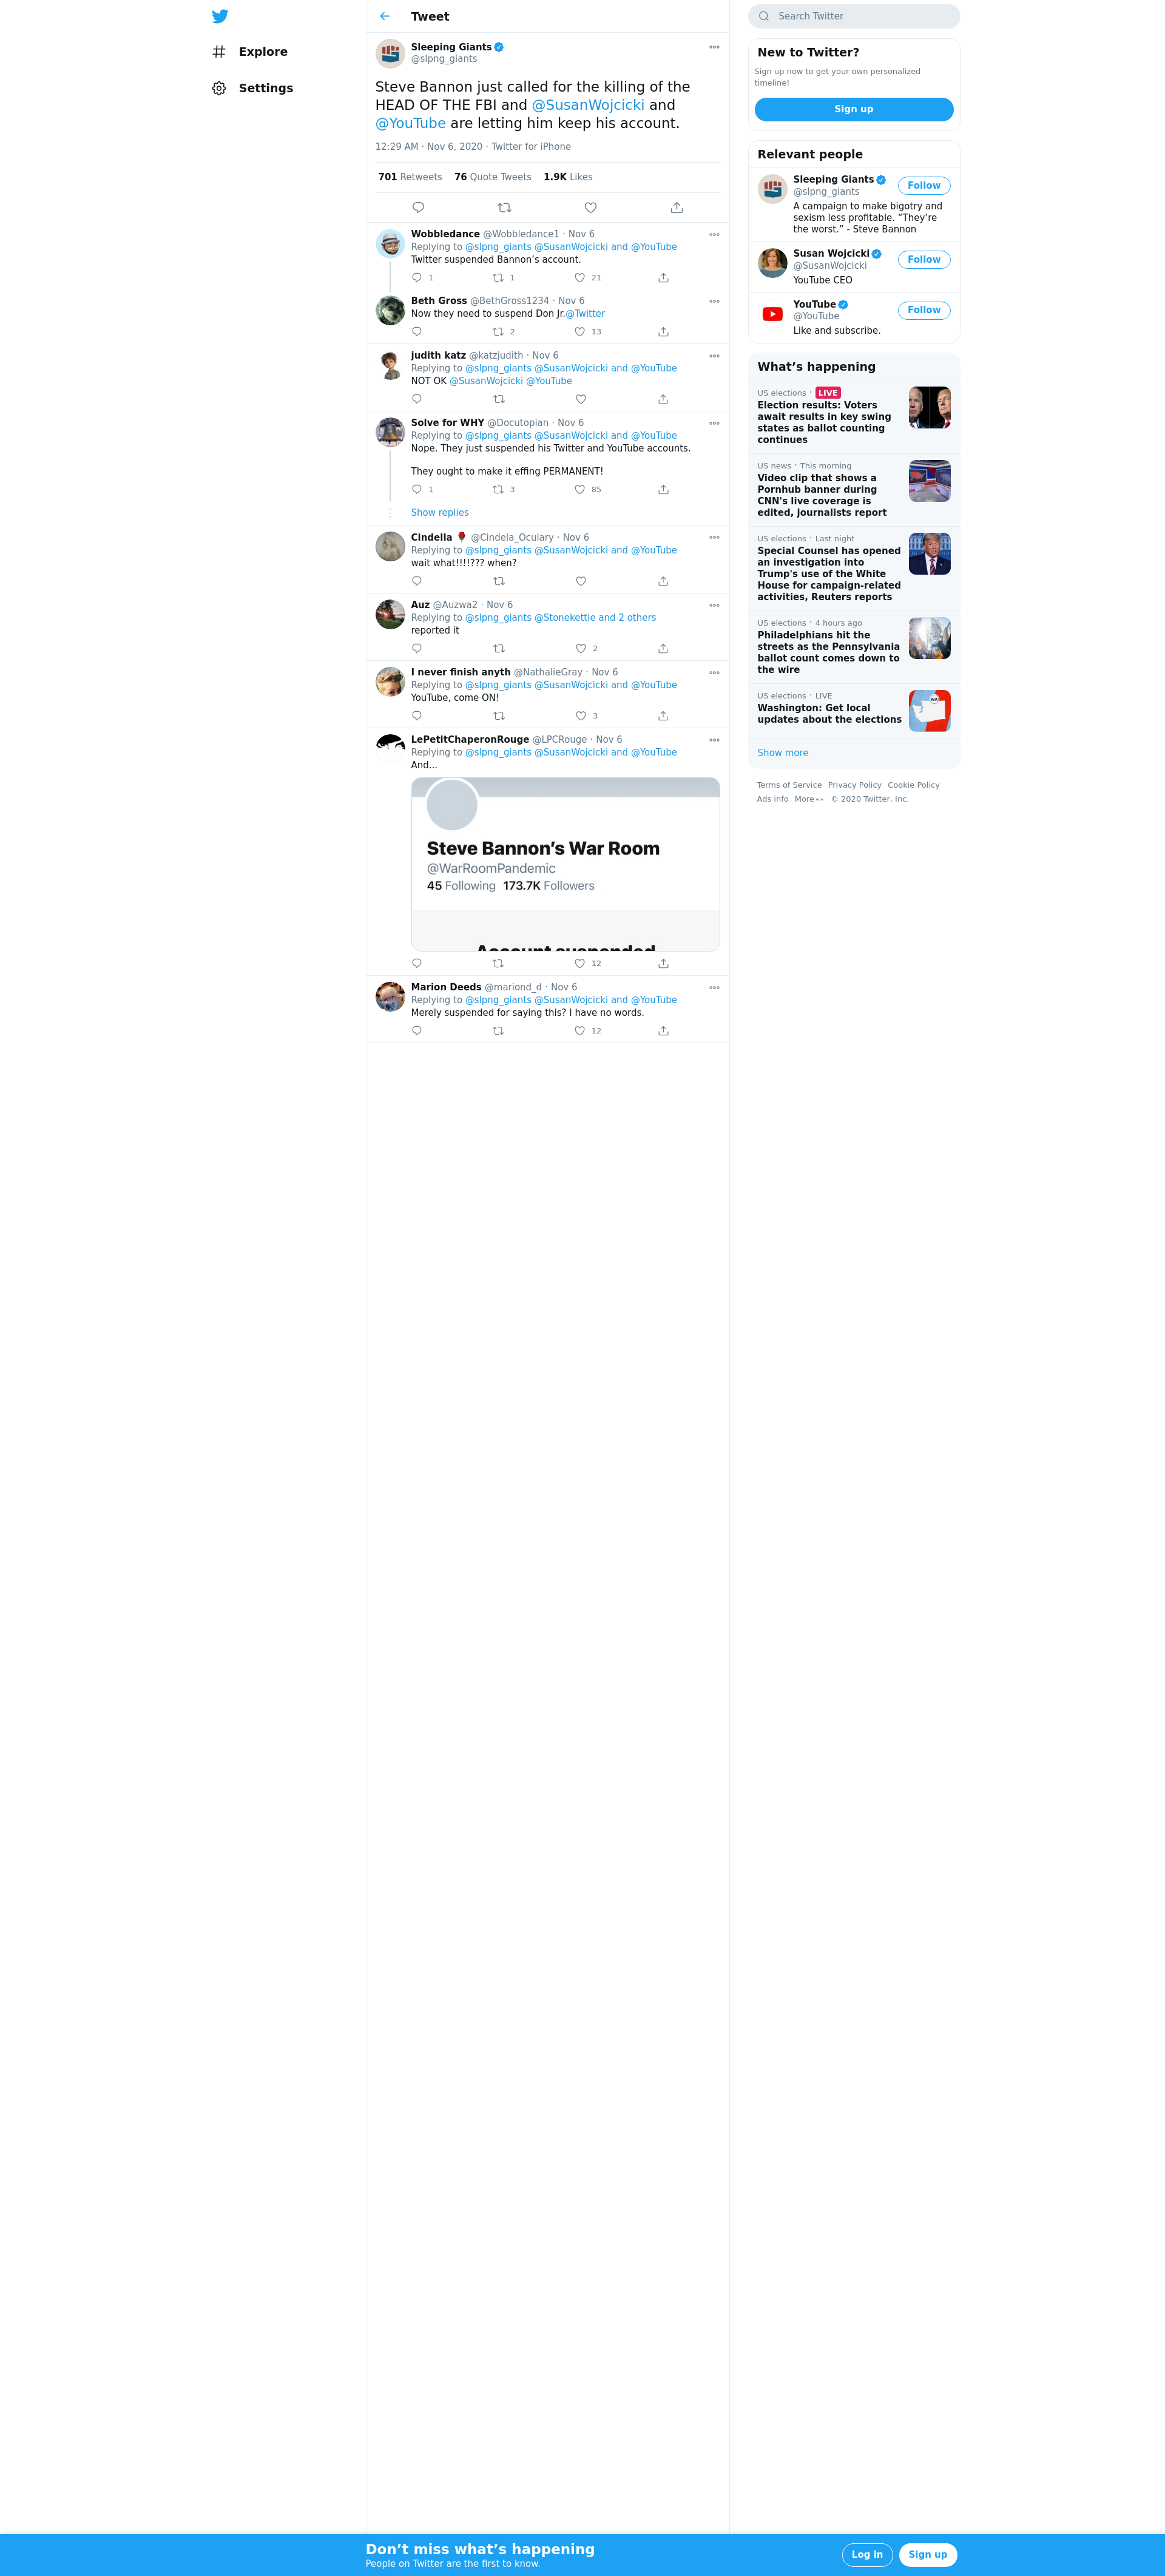 Explore
Settings
Tweet
Sleeping Giants
@slpng_giants
Steve Bannon just called for the killing of the
HEAD OF THE FBI and @SusanWojcicki and
@YouTube are letting him keep his account.
12:29 AM · Nov 6, 2020 · Twitter for iPhone
701 Retweets 76 Quote Tweets 1.9K Likes
Wobbledance @Wobbledance1 · Nov 6
Replying to @slpng_giants @SusanWojcicki and @YouTube
Twitter suspended Bannon’s account.
1 1 21
Beth Gross @BethGross1234 · Nov 6
Now they need to suspend Don Jr.@Twitter
2 13
judith katz @katzjudith · Nov 6
Replying to @slpng_giants @SusanWojcicki and @YouTube
NOT OK @SusanWojcicki @YouTube
Solve for WHY @Docutopian · Nov 6
Replying to @slpng_giants @SusanWojcicki and @YouTube
Nope. They just suspended his Twitter and YouTube accounts.
They ought to make it effing PERMANENT!
1 3 85
Show replies
Cindella 🌹 @Cindela_Oculary · Nov 6
Replying to @slpng_giants @SusanWojcicki and @YouTube
wait what!!!!??? when?
Auz @Auzwa2 · Nov 6
Replying to @slpng_giants @Stonekettle and 2 others
reported it
2
I never finish anyth @NathalieGray · Nov 6
Replying to @slpng_giants @SusanWojcicki and @YouTube
YouTube, come ON!
3
LePetitChaperonRouge @LPCRouge · Nov 6
Replying to @slpng_giants @SusanWojcicki and @YouTube
And...
Steve Bannon’s War Room
@WarRoomPandemic
45 Following 173.7K Followers
Account suspended
12
Marion Deeds @mariond_d · Nov 6
Replying to @slpng_giants @SusanWojcicki and @YouTube
Merely suspended for saying this? I have no words.
12
Search Twitter
New to Twitter?
Sign up now to get your own personalized
timeline!
Sign up
Relevant people
Sleeping Giants
@slpng_giants
Follow
A campaign to make bigotry and
sexism less profitable. “They’re
the worst.” - Steve Bannon
Susan Wojcicki
@SusanWojcicki
Follow
YouTube CEO
YouTube
@YouTube
Follow
Like and subscribe.
What’s happening
US elections · LIVE
Election results: Voters
await results in key swing
states as ballot counting
continues
US news · This morning
Video clip that shows a
Pornhub banner during
CNN's live coverage is
edited, journalists report
US elections · Last night
Special Counsel has opened
an investigation into
Trump's use of the White
House for campaign-related
activities, Reuters reports
US elections · 4 hours ago
Philadelphians hit the
streets as the Pennsylvania
ballot count comes down to
the wire
US elections · LIVE
Washington: Get local
updates about the elections
WA
Show more
Terms of Service Privacy Policy Cookie Policy
Ads info More © 2020 Twitter, Inc.
Don’t miss what’s happening
People on Twitter are the first to know.
Log in
Sign up